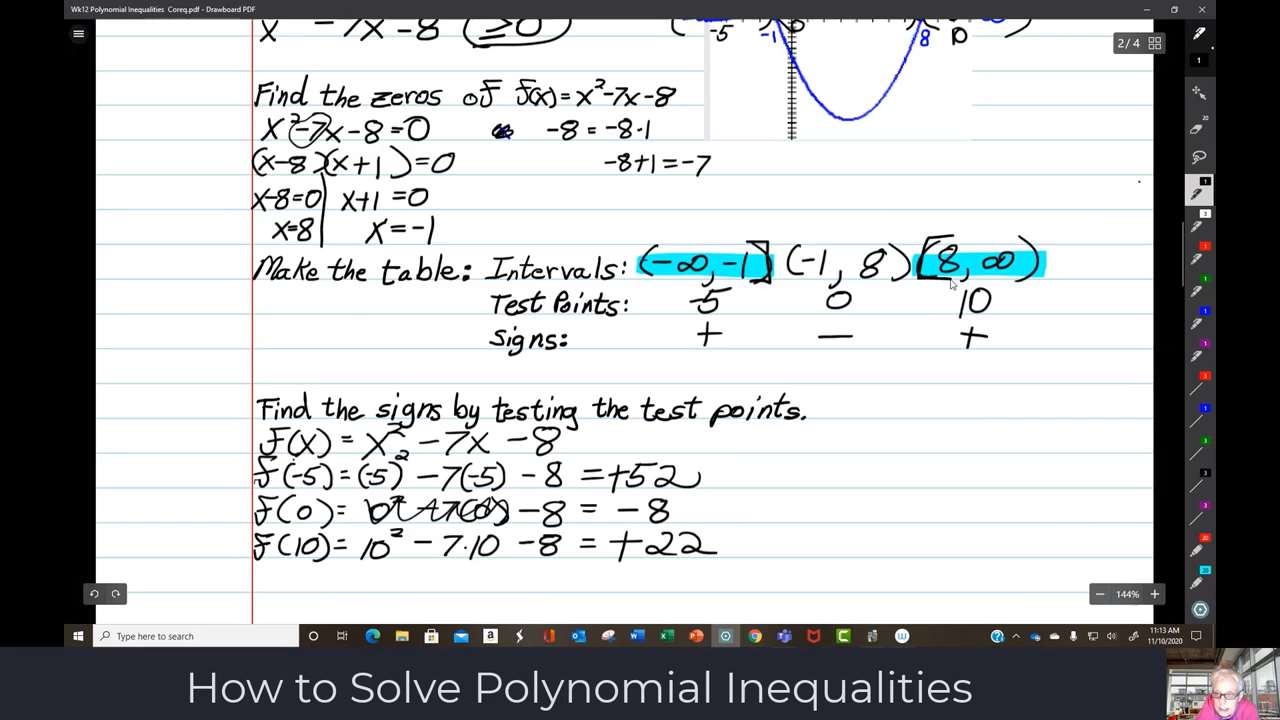 Wk12 Polynomial Inequalities Coreq.pdf - Drawboard PDF
x - 7x - 8 ≥ 0
-5 -1 8
2 / 4
Find the zeros of f(x) = x² - 7x - 8
x² - 7x - 8 = 0 -8 = -8·1
(x-8)(x+1) = 0 -8+1 = -7
x-8=0 x+1=0
x=8 x=-1
Make the table: Intervals: (-∞, -1] (-1, 8) [8, ∞)
Test Points: -5 0 10
Signs: + − +
Find the signs by testing the test points.
f(x) = x² - 7x - 8
f(-5) = (-5)² - 7(-5) - 8 = +52
f(0) = 0² - 7(0) - 8 = -8
f(10) = 10² - 7·10 - 8 = +22
144%
Type here to search
11:13 AM
11/10/2020
How to Solve Polynomial Inequalities